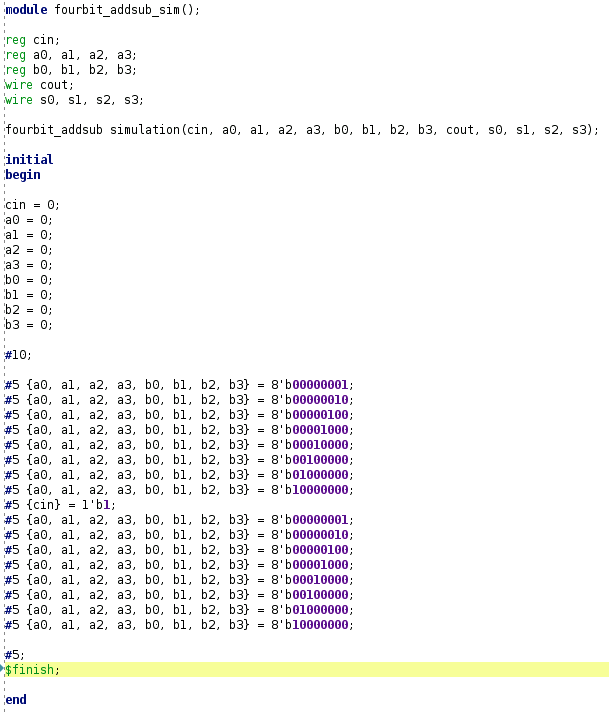 module fourbit_addsub_sim();
reg cin;
reg a0, a1, a2, a3;
reg b0, b1, b2, b3;
wire cout;
wire s0, s1, s2, s3;
fourbit_addsub simulation(cin, a0, a1, a2, a3, b0, b1, b2, b3, cout, s0, s1, s2, s3);
initial
begin
cin = 0;
a0 = 0;
a1 = 0;
a2 = 0;
a3 = 0;
b0 = 0;
b1 = 0;
b2 = 0;
b3 = 0;
#10;
#5 {a0, a1, a2, a3, b0, b1, b2, b3} = 8'b00000001;
#5 {a0, a1, a2, a3, b0, b1, b2, b3} = 8'b00000010;
#5 {a0, a1, a2, a3, b0, b1, b2, b3} = 8'b00000100;
#5 {a0, a1, a2, a3, b0, b1, b2, b3} = 8'b00001000;
#5 {a0, a1, a2, a3, b0, b1, b2, b3} = 8'b00010000;
#5 {a0, a1, a2, a3, b0, b1, b2, b3} = 8'b00100000;
#5 {a0, a1, a2, a3, b0, b1, b2, b3} = 8'b01000000;
#5 {a0, a1, a2, a3, b0, b1, b2, b3} = 8'b10000000;
#5 {cin} = 1'b1;
#5 {a0, a1, a2, a3, b0, b1, b2, b3} = 8'b00000001;
#5 {a0, a1, a2, a3, b0, b1, b2, b3} = 8'b00000010;
#5 {a0, a1, a2, a3, b0, b1, b2, b3} = 8'b00000100;
#5 {a0, a1, a2, a3, b0, b1, b2, b3} = 8'b00001000;
#5 {a0, a1, a2, a3, b0, b1, b2, b3} = 8'b00010000;
#5 {a0, a1, a2, a3, b0, b1, b2, b3} = 8'b00100000;
#5 {a0, a1, a2, a3, b0, b1, b2, b3} = 8'b01000000;
#5 {a0, a1, a2, a3, b0, b1, b2, b3} = 8'b10000000;
#5;
$finish;
end